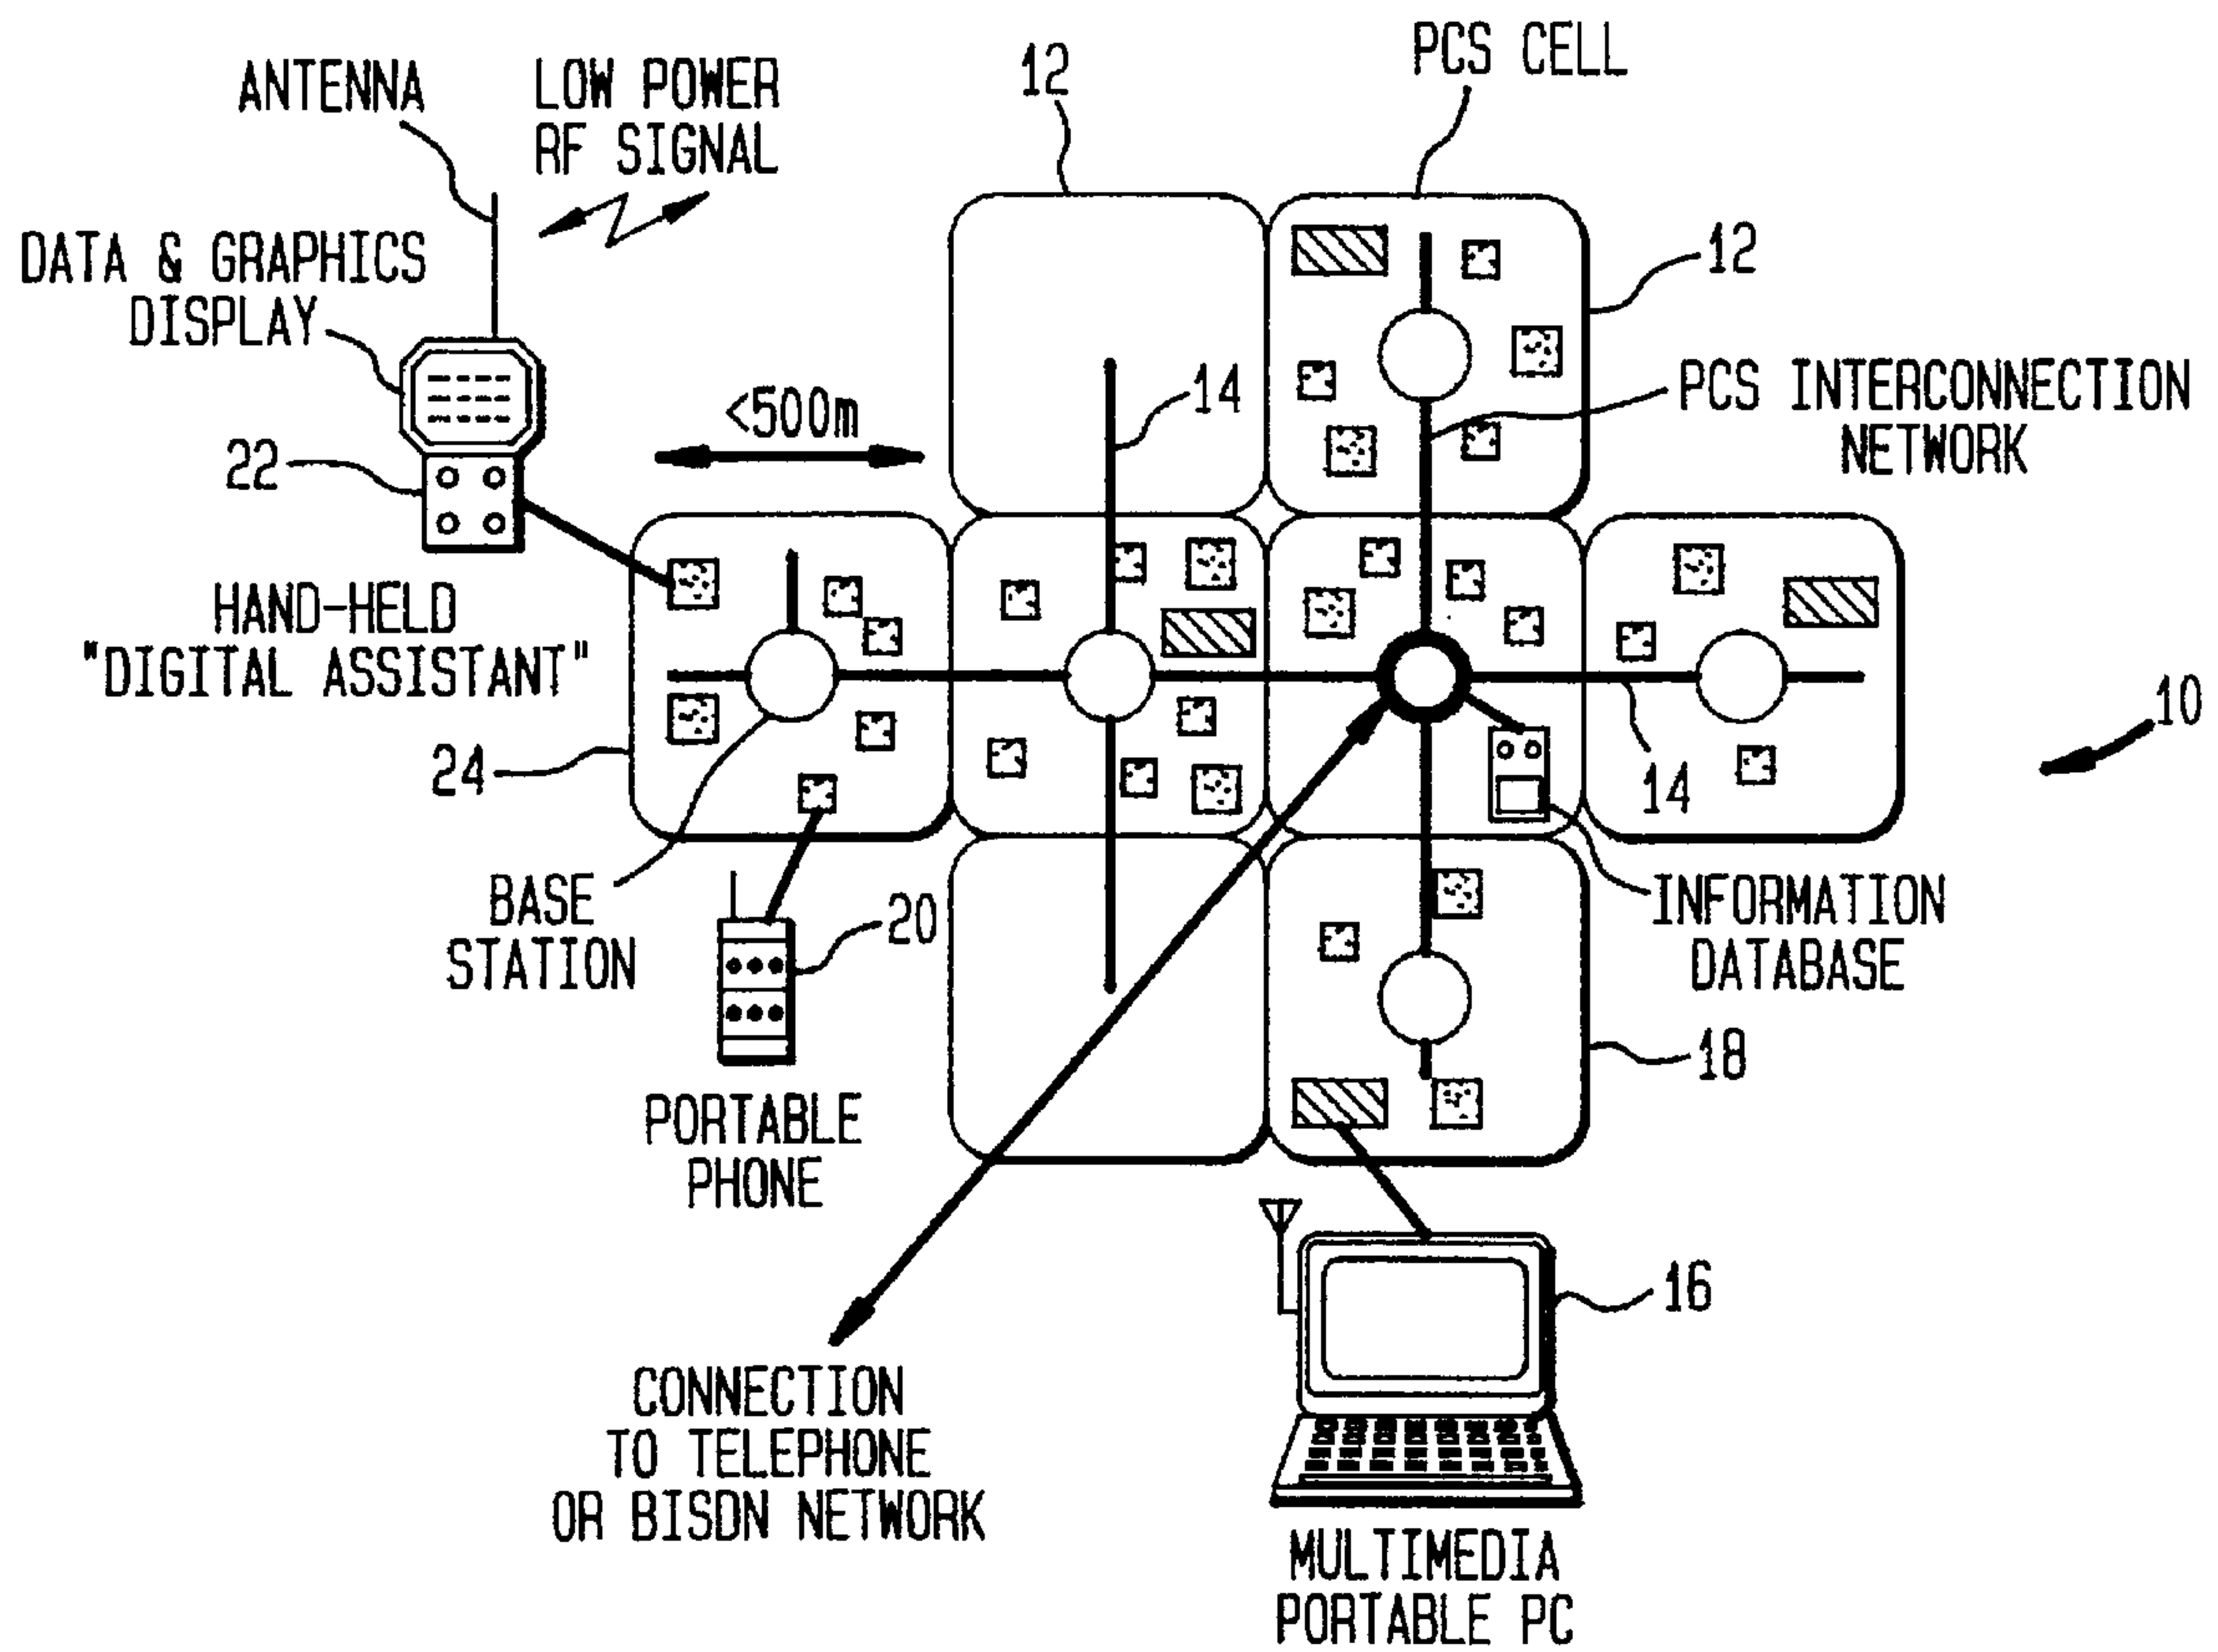 PCS CELL
12
ANTENNA
LOW POWER
RF SIGNAL
DATA & GRAPHICS
DISPLAY
12
14
PCS INTERCONNECTION
NETWORK
<500m
22
HAND-HELD
"DIGITAL ASSISTANT"
24
10
14
BASE
STATION
20
INFORMATION
DATABASE
18
PORTABLE
PHONE
16
CONNECTION
TO TELEPHONE
OR BISDN NETWORK
MULTIMEDIA
PORTABLE PC